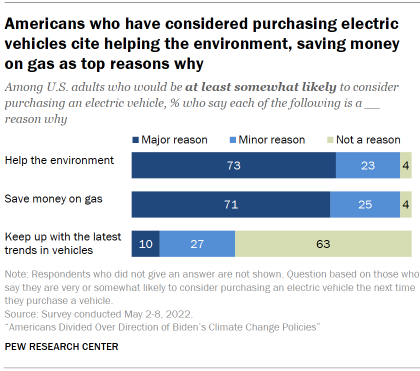 Americans who have considered purchasing electric
vehicles cite helping the environment, saving money
on gas as top reasons why
Among U.S. adults who would be at least somewhat likely to consider
purchasing an electric vehicle, % who say each of the following is a __
reason why
Major reason Minor reason Not a reason
Help the environment 73 23 4
Save money on gas 71 25 4
Keep up with the latest
trends in vehicles 10 27 63
Note: Respondents who did not give an answer are not shown. Question based on those who
say they are very or somewhat likely to consider purchasing an electric vehicle the next time
they purchase a vehicle.
Source: Survey conducted May 2-8, 2022.
“Americans Divided Over Direction of Biden’s Climate Change Policies”
PEW RESEARCH CENTER